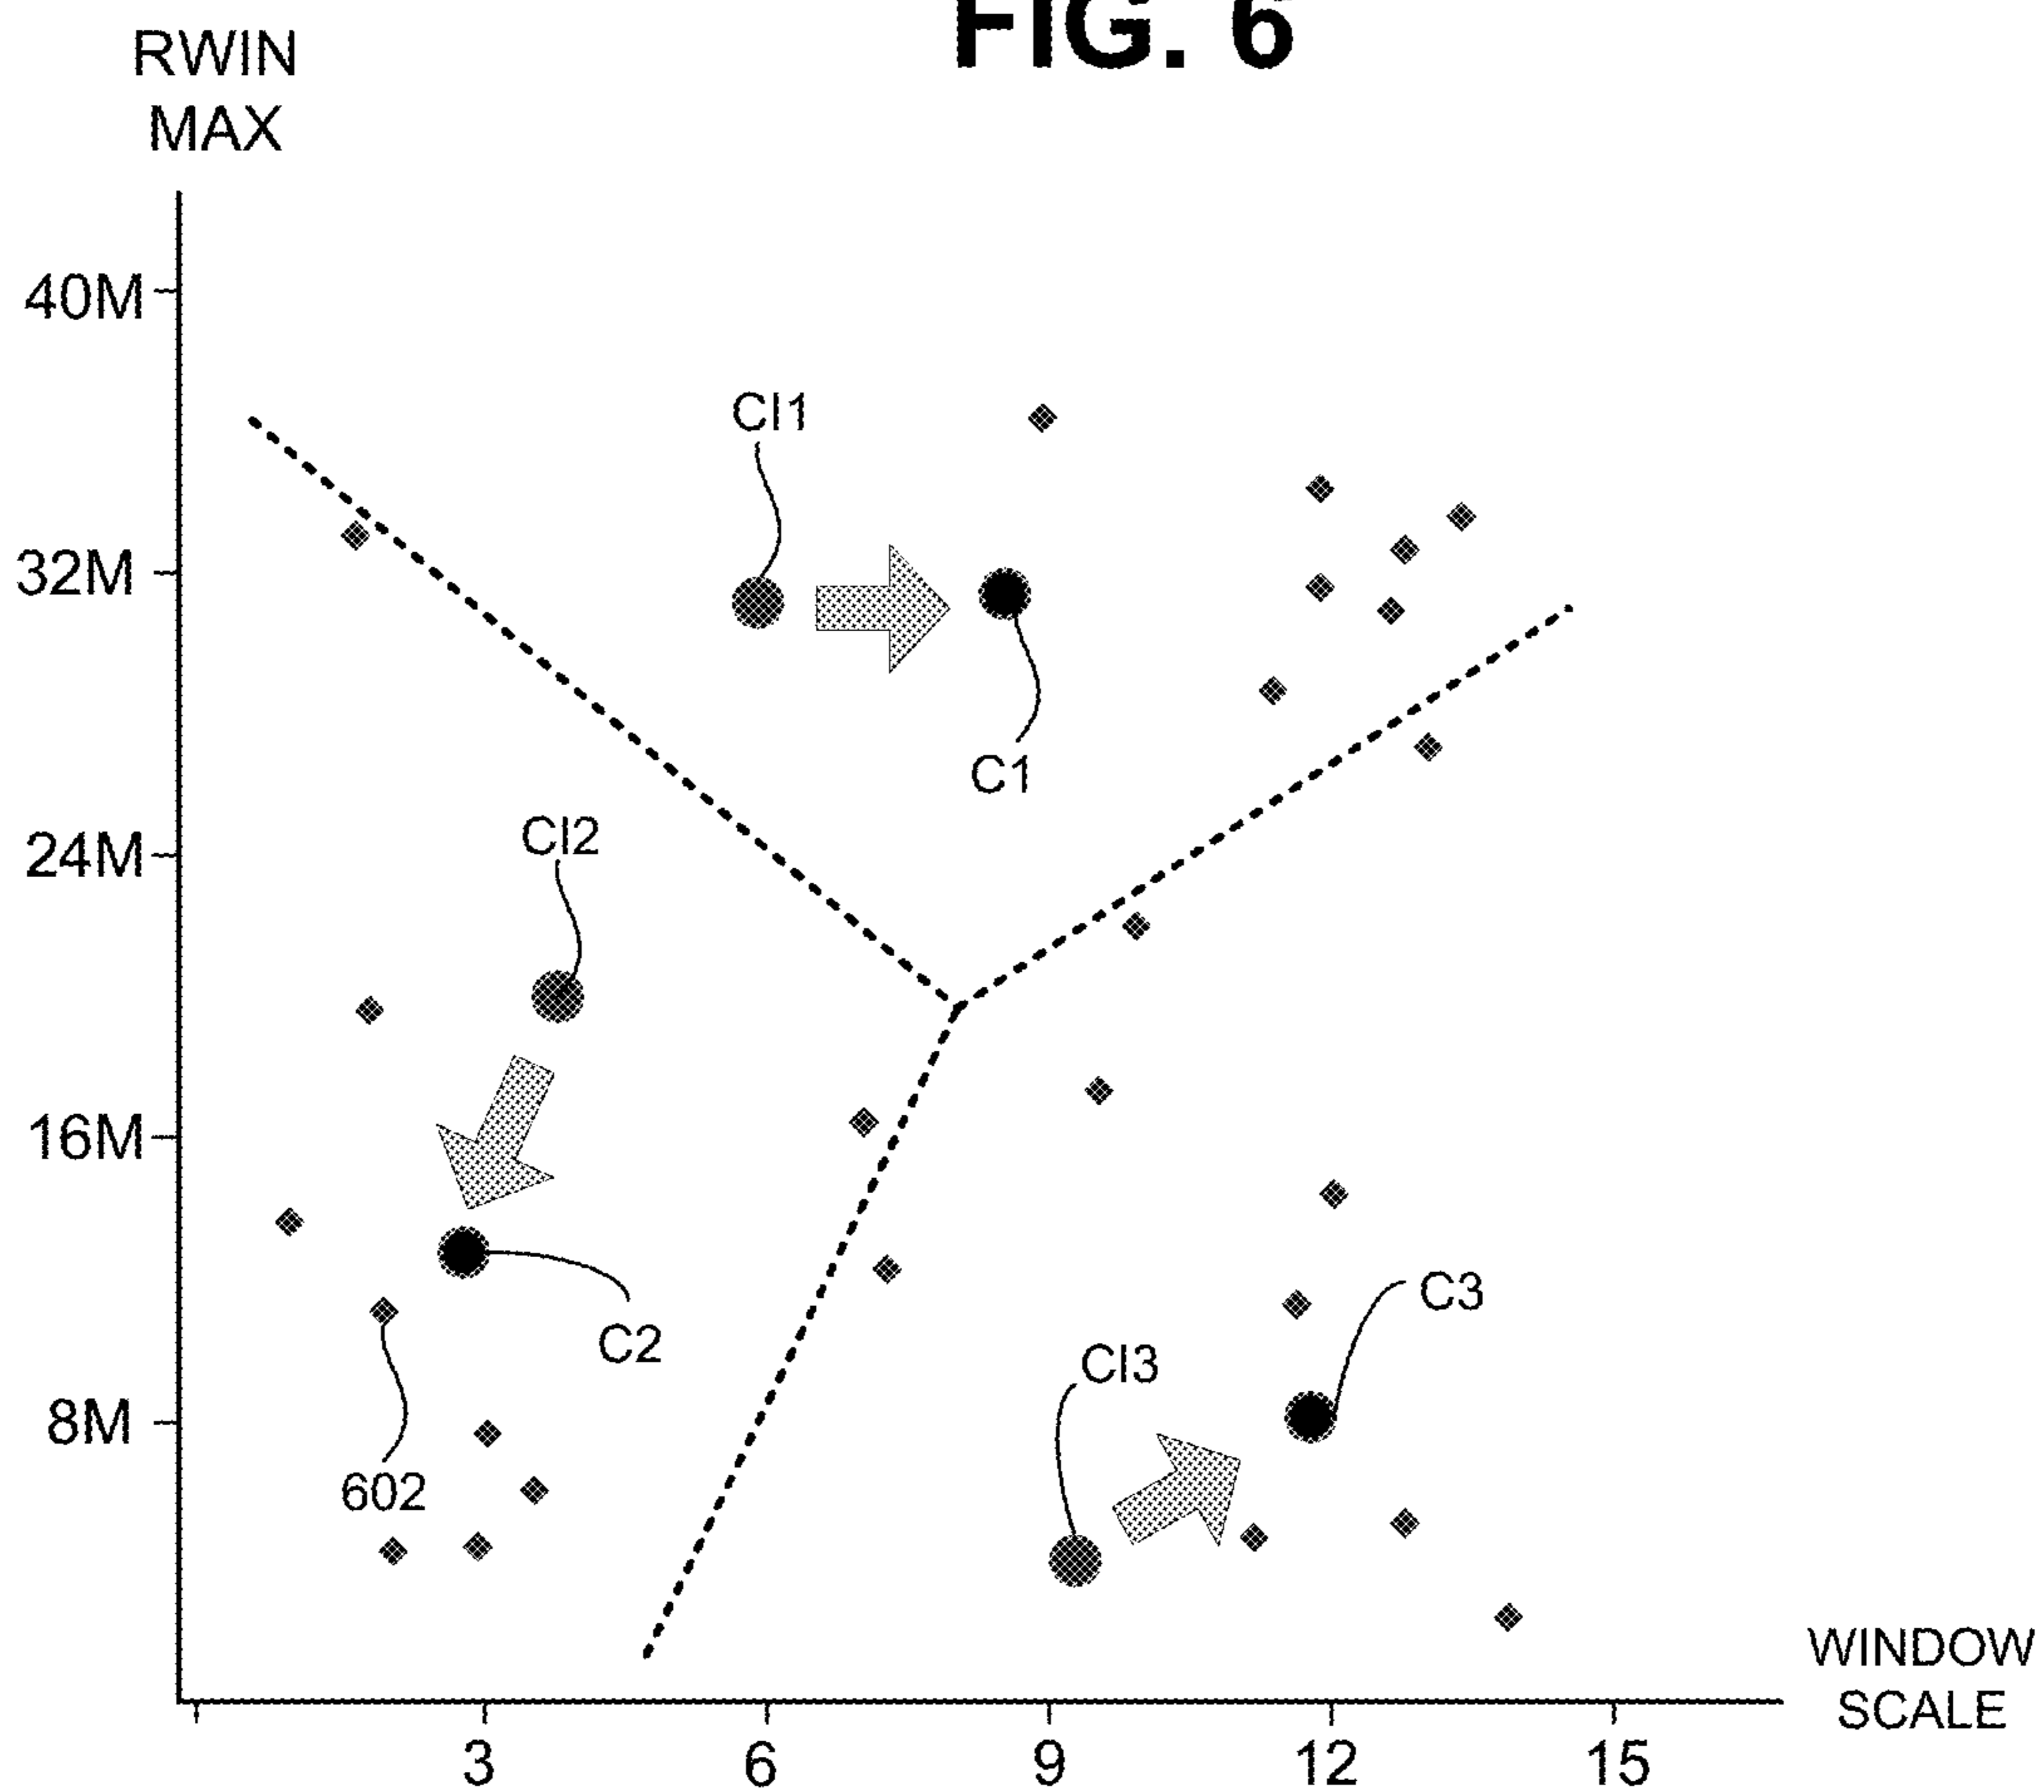 FIG. 6
RWIN
MAX
40M
CI1
32M
C1
24M
CI2
16M
C3
C2
CI3
8M
602
WINDOW
SCALE
3
6
9
12
15